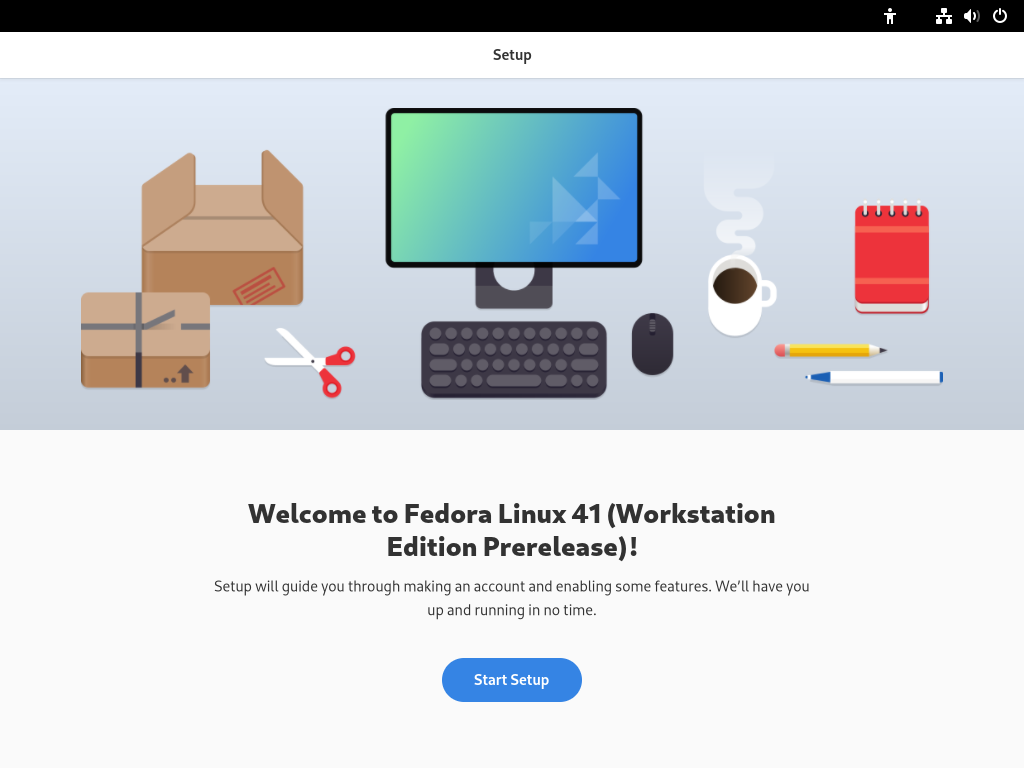 Setup
Welcome to Fedora Linux 41 (Workstation
Edition Prerelease)!
Setup will guide you through making an account and enabling some features. We’ll have you
up and running in no time.
Start Setup